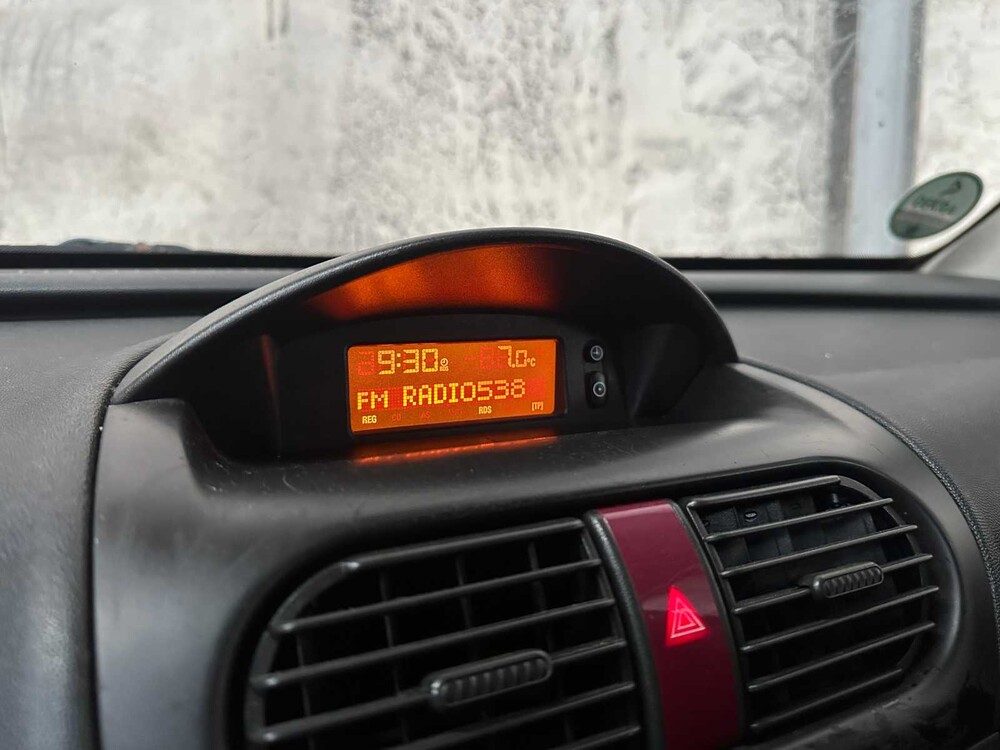 9:30 7.0°C
FM RADIO538
REG RDS [TP]